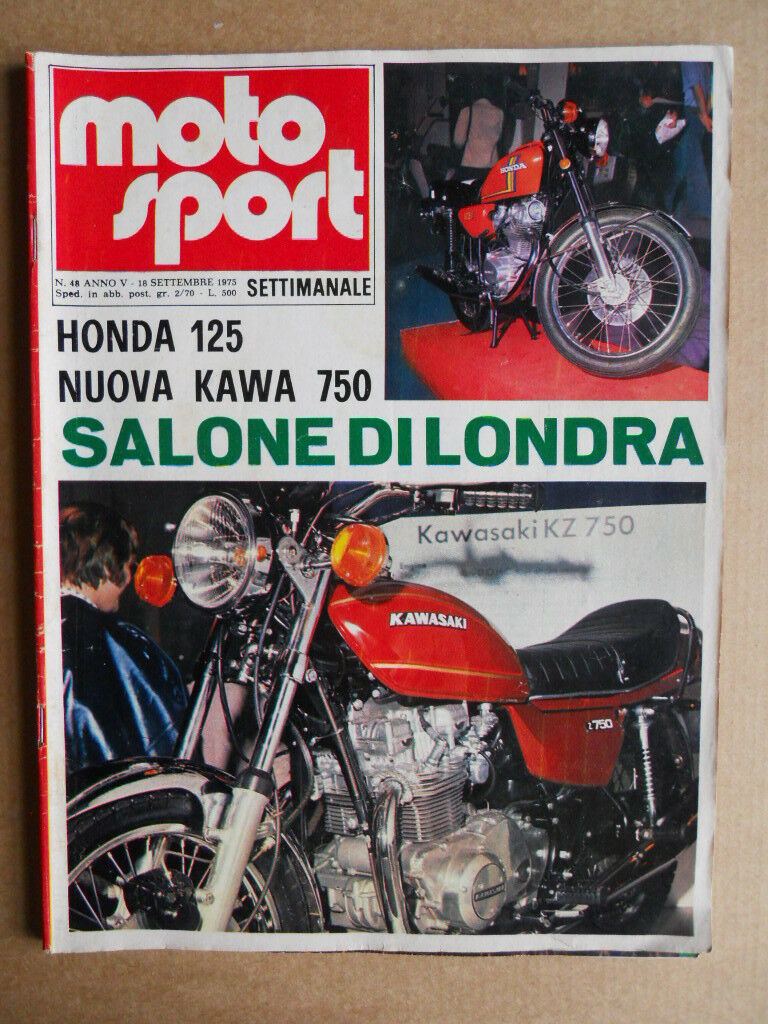 moto
sport
N. 48 ANNO V - 18 SETTEMBRE 1975
Sped. in abb. post. gr. 2/70 - L. 500
SETTIMANALE
HONDA
HONDA 125
NUOVA KAWA 750
SALONE DI LONDRA
Kawasaki KZ 750
KAWASAKI
z750
KAWASAKI